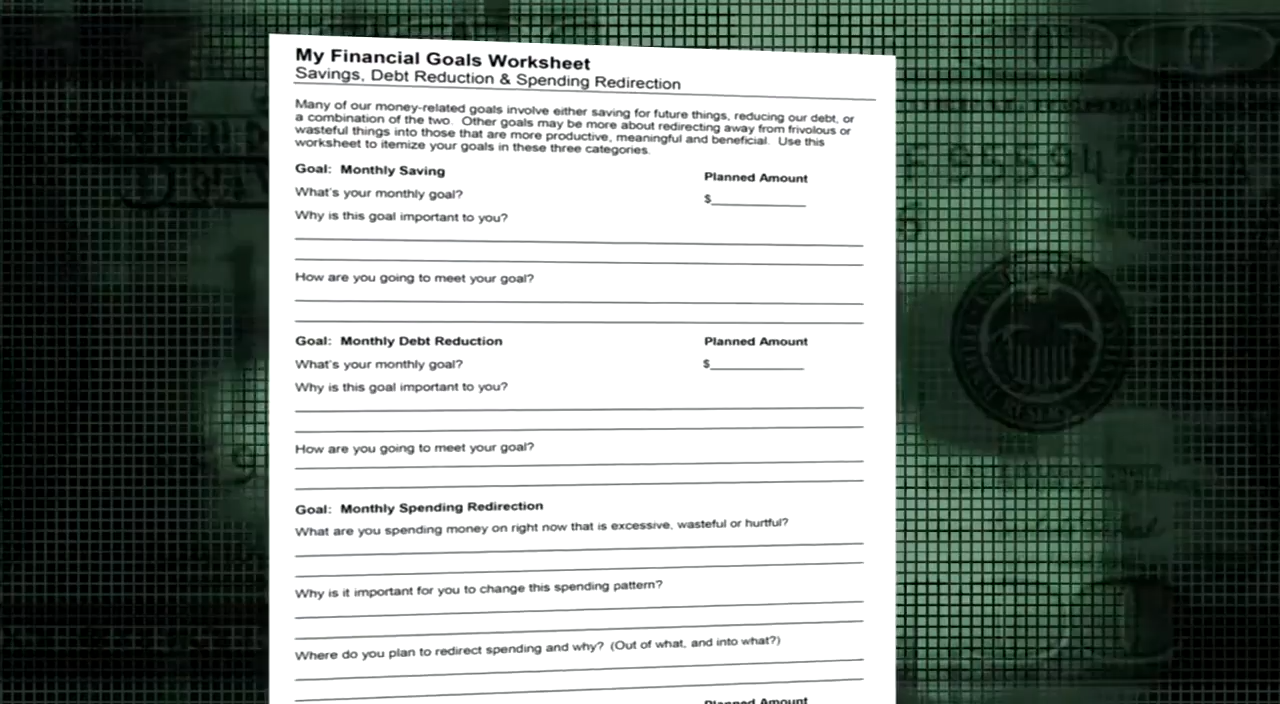 My Financial Goals Worksheet
Savings, Debt Reduction & Spending Redirection
Many of our money-related goals involve either saving for future things, reducing our debt, or
a combination of the two. Other goals may be more about redirecting away from frivolous or
wasteful things into those that are more productive, meaningful and beneficial. Use this
worksheet to itemize your goals in these three categories.
Goal: Monthly Saving Planned Amount
What's your monthly goal? $
Why is this goal important to you?
How are you going to meet your goal?
Goal: Monthly Debt Reduction Planned Amount
What's your monthly goal? $
Why is this goal important to you?
How are you going to meet your goal?
Goal: Monthly Spending Redirection
What are you spending money on right now that is excessive, wasteful or hurtful?
Why is it important for you to change this spending pattern?
Where do you plan to redirect spending and why? (Out of what, and into what?)
Planned Amount